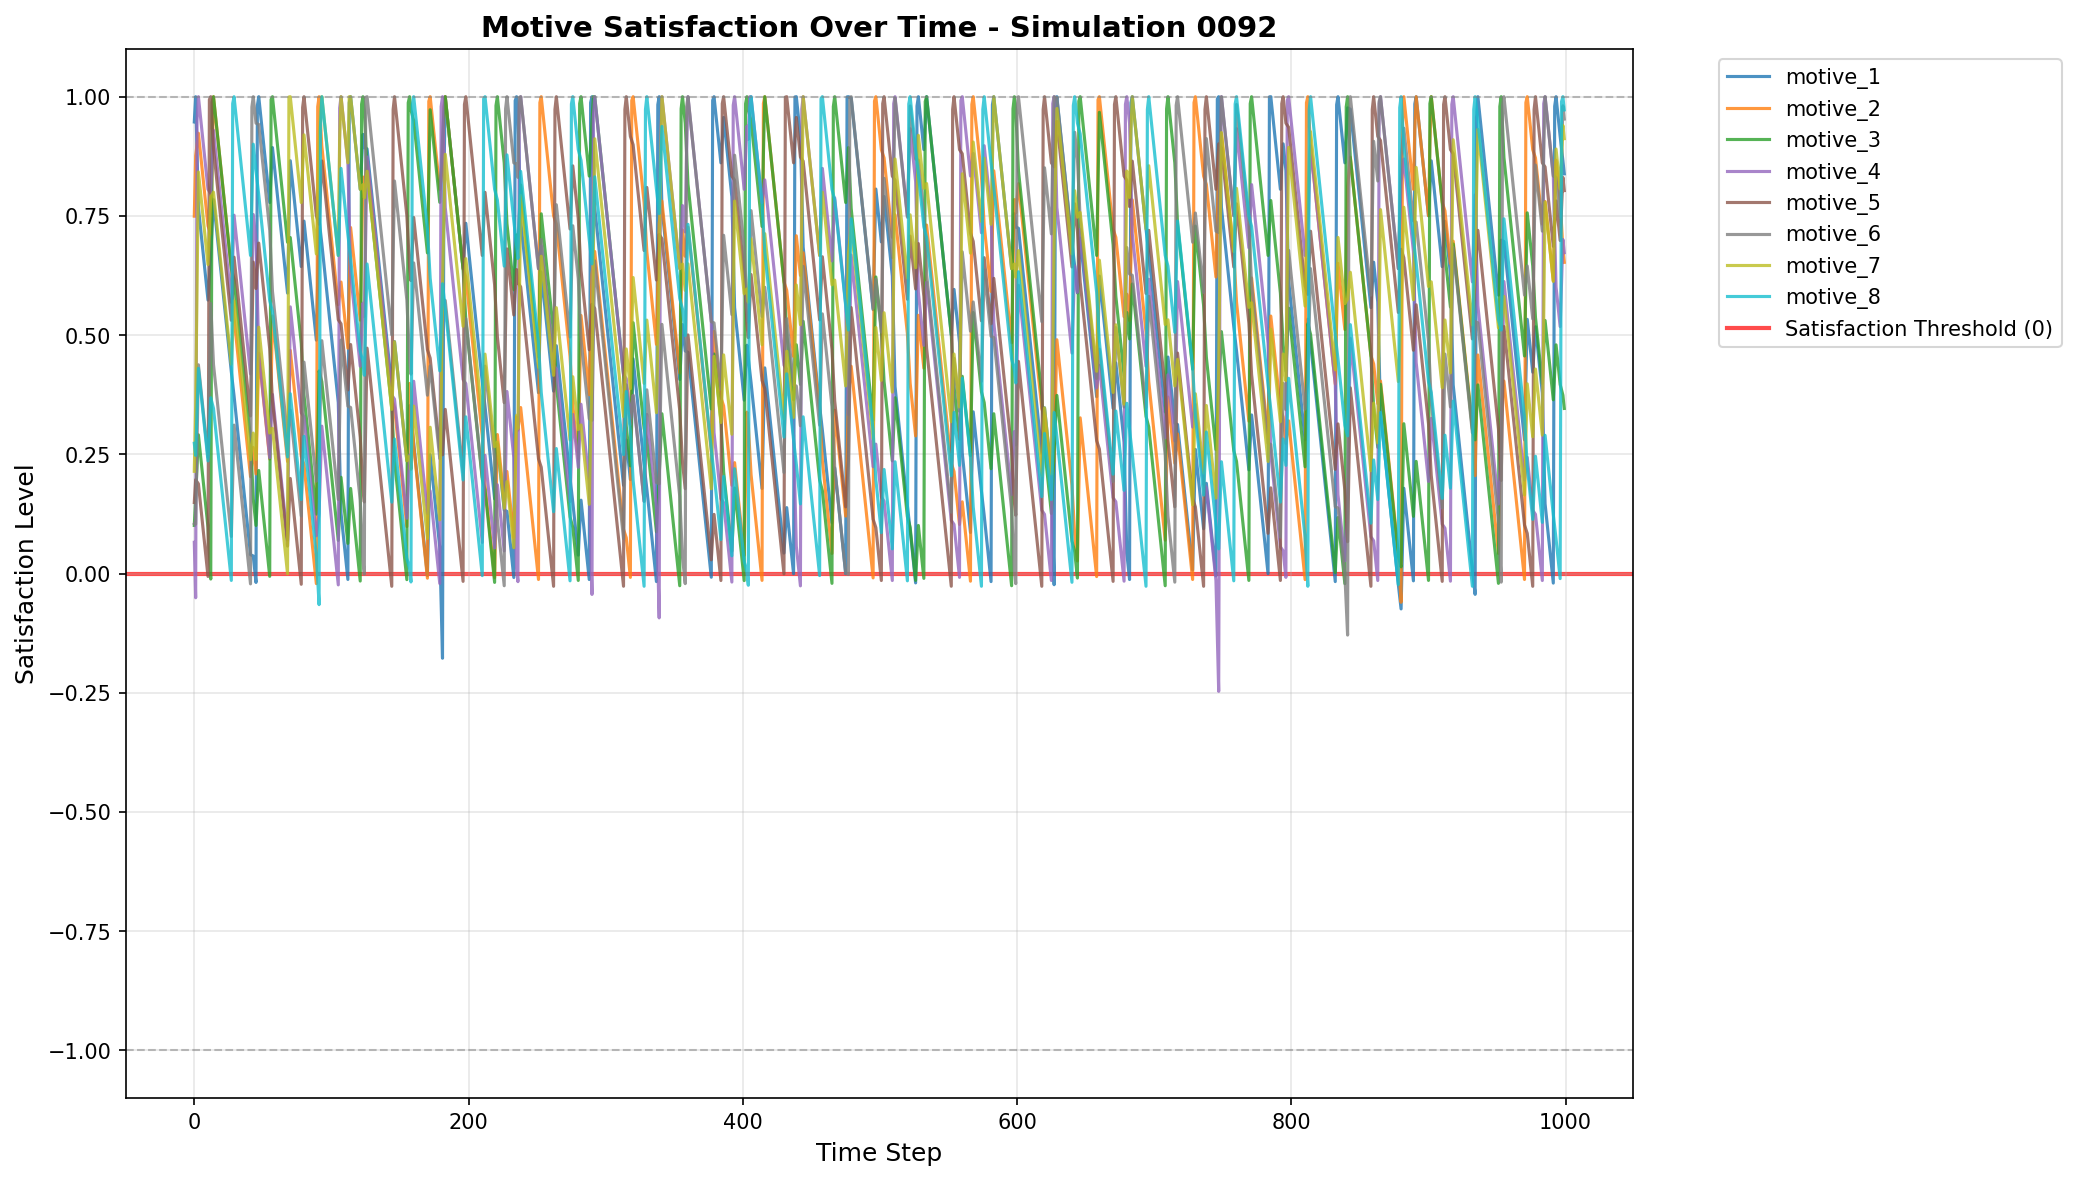 Motive Satisfaction Over Time - Simulation 0092
1.00
0.75
0.50
0.25
0.00
−0.25
−0.50
−0.75
−1.00
Satisfaction Level
0
200
400
600
800
1000
Time Step
motive_1
motive_2
motive_3
motive_4
motive_5
motive_6
motive_7
motive_8
Satisfaction Threshold (0)